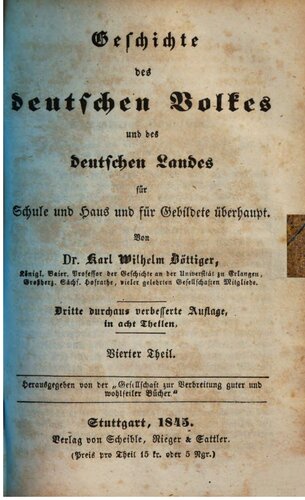 Geschichte
des
deutschen Volkes
und des
deutschen Landes
für
Schule und Haus und für Gebildete überhaupt.
Von
Dr. Karl Wilhelm Böttiger,
Königl. Baier. Professor der Geschichte an der Universität zu Erlangen,
Großherz. Sächs. Hofrathe, vieler gelehrten Gesellschaften Mitgliede.
Dritte durchaus verbesserte Auflage,
in acht Theilen.
Vierter Theil.
Herausgegeben von der „Gesellschaft zur Verbreitung guter und
wohlfeiler Bücher."
Stuttgart, 1845.
Verlag von Scheible, Rieger & Sattler.
(Preis pro Theil 15 kr. oder 5 Ngr.)